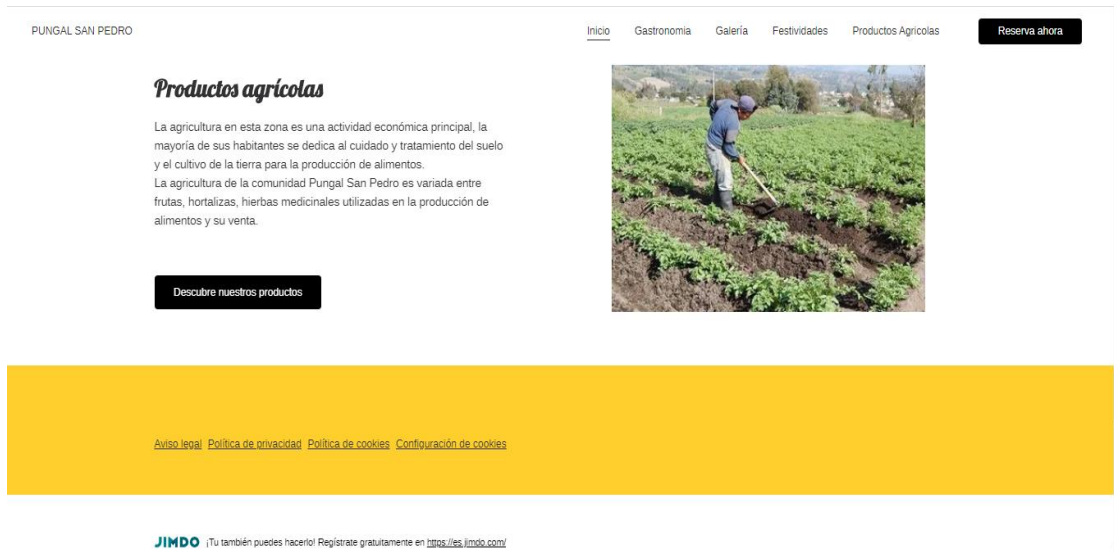 PUNGAL SAN PEDRO
Inicio Gastronomia Galería Festividades Productos Agricolas Reserva ahora
Productos agrícolas
La agricultura en esta zona es una actividad económica principal, la
mayoría de sus habitantes se dedica al cuidado y tratamiento del suelo
y el cultivo de la tierra para la producción de alimentos.
La agricultura de la comunidad Pungal San Pedro es variada entre
frutas, hortalizas, hierbas medicinales utilizadas en la producción de
alimentos y su venta.
Descubre nuestros productos
Aviso legal Política de privacidad Política de cookies Configuración de cookies
JIMDO ¡Tu también puedes hacerlo! Regístrate gratuitamente en https://es.jimdo.com/